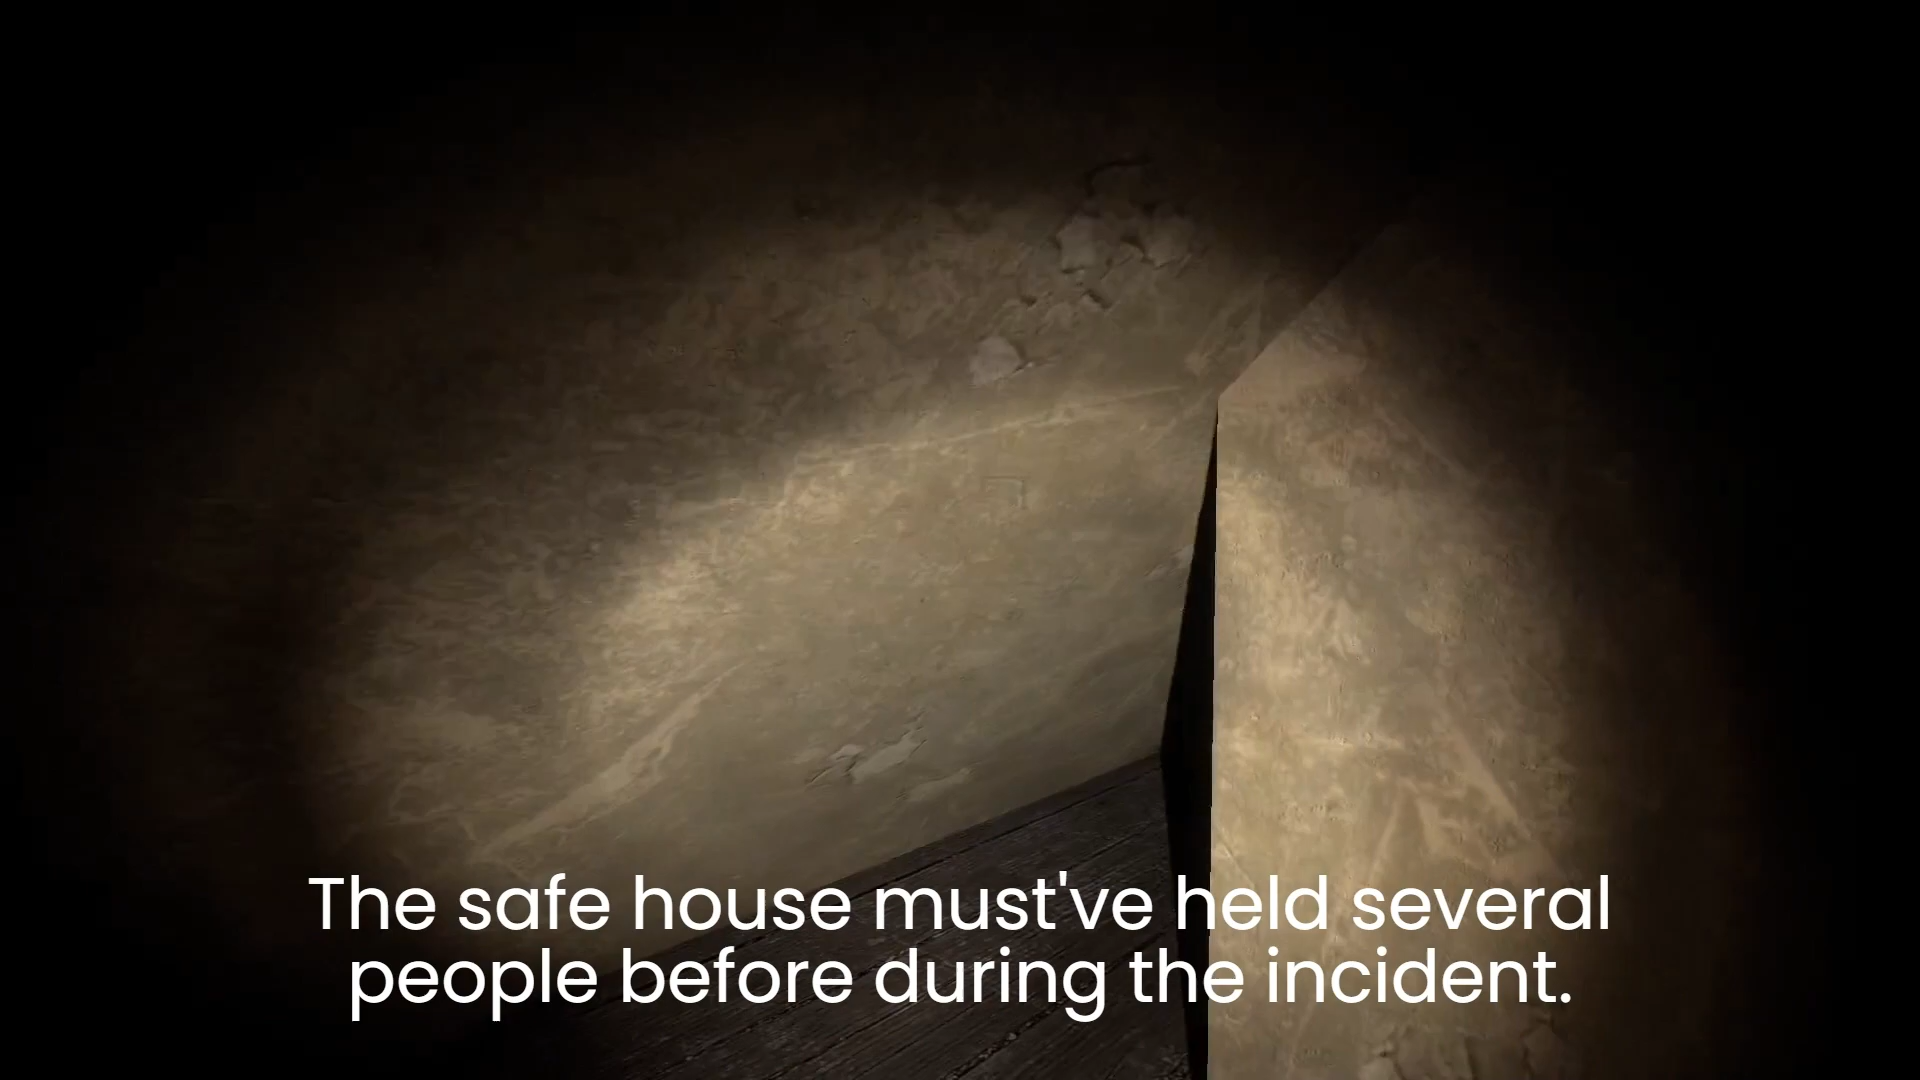 The safe house must've held several
people before during the incident.